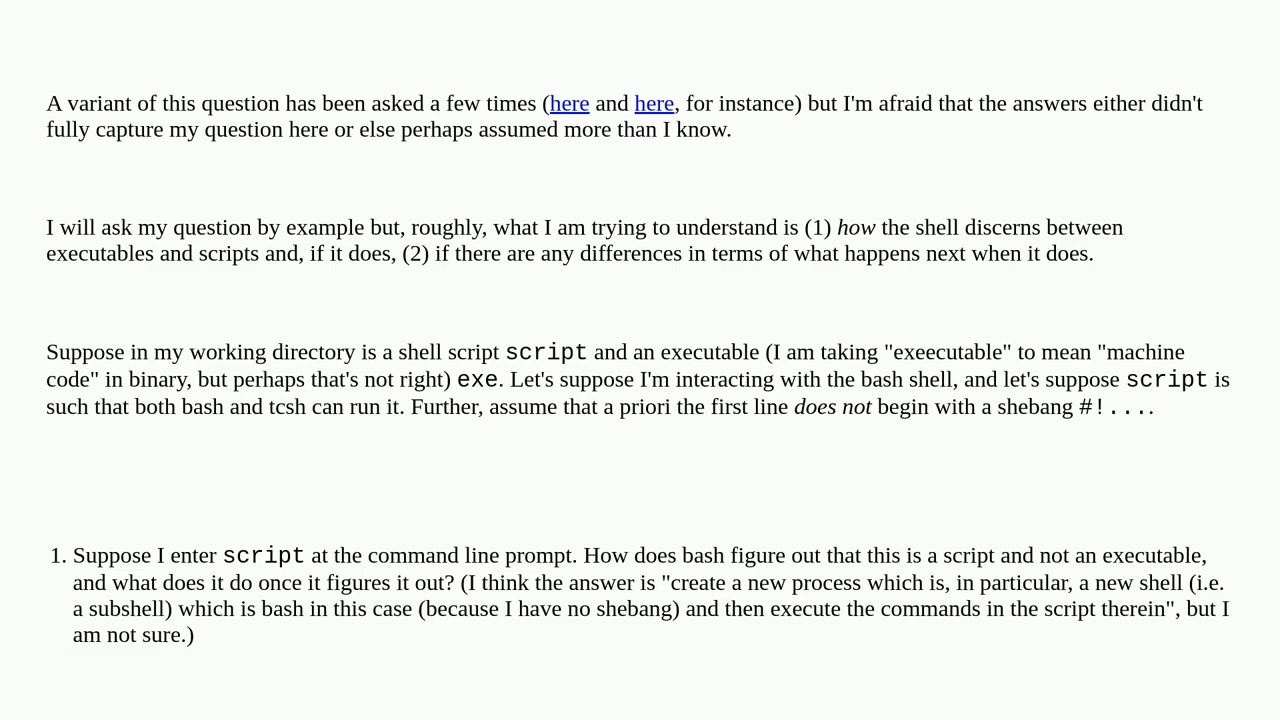 A variant of this question has been asked a few times (here and here, for instance) but I'm afraid that the answers either didn't
fully capture my question here or else perhaps assumed more than I know.
I will ask my question by example but, roughly, what I am trying to understand is (1) how the shell discerns between
executables and scripts and, if it does, (2) if there are any differences in terms of what happens next when it does.
Suppose in my working directory is a shell script script and an executable (I am taking "exeecutable" to mean "machine
code" in binary, but perhaps that's not right) exe. Let's suppose I'm interacting with the bash shell, and let's suppose script is
such that both bash and tcsh can run it. Further, assume that a priori the first line does not begin with a shebang #!....
1. Suppose I enter script at the command line prompt. How does bash figure out that this is a script and not an executable,
and what does it do once it figures it out? (I think the answer is "create a new process which is, in particular, a new shell (i.e.
a subshell) which is bash in this case (because I have no shebang) and then execute the commands in the script therein", but I
am not sure.)